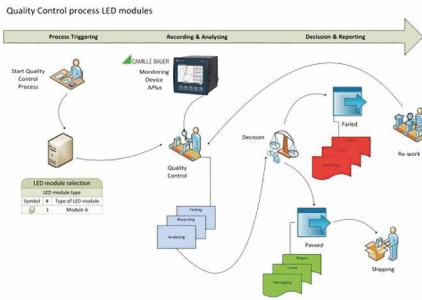 Quality Control process LED modules
Process Triggering
Recording & Analysing
Decission & Reporting
Start Quality
Control
Process
CAMILLE BAUER
Monitoring
Device
APlus
Quality
Control
Decision
Failed
Re-work
LED module selection
LED module type
Symbol # Type of LED module
1 Module A
Testing
Recording
Analysing
Passed
Shipping